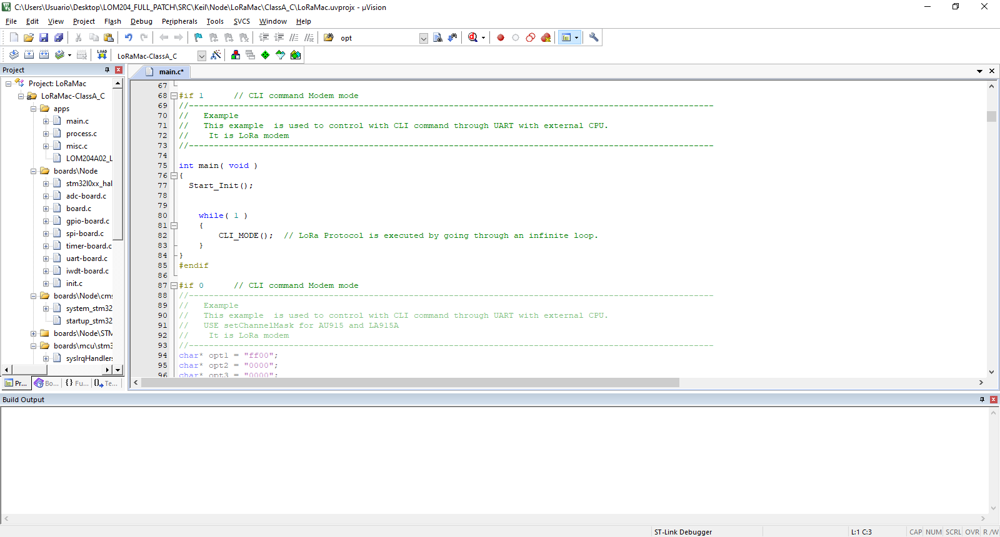 C:\Users\Usuario\Desktop\LOM204_FULL_PATCH\SRC\Keil\Node\LoRaMac\ClassA_C\LoRaMac.uvprojx - µVision
File Edit View Project Flash Debug Peripherals Tools SVCS Window Help
opt
LOAD
LoRaMac-ClassA_C
Project
Project: LoRaMac
LoRaMac-ClassA_C
apps
main.c
process.c
misc.c
LOM204A02_L
boards\Node
stm32l0xx_hal
adc-board.c
board.c
gpio-board.c
spi-board.c
timer-board.c
uart-board.c
iwdt-board.c
init.c
boards\Node\cms
system_stm32
startup_stm32
boards\Node\STM
boards\mcu\stm3
sysIrqHandlers
Pr... Bo... {} Fu... Te...
main.c*
67
68 #if 1      // CLI command Modem mode
69 //---------------------------------------------------------------------------------------------------------
70 //   Example
71 //   This example  is used to control with CLI command through UART with external CPU.
72 //    It is LoRa modem
73 //---------------------------------------------------------------------------------------------------------
74
75 int main( void )
76 {
77   Start_Init();
78
79
80     while( 1 )
81     {
82         CLI_MODE();  // LoRa Protocol is executed by going through an infinite loop.
83     }
84 }
85 #endif
86
87 #if 0      // CLI command Modem mode
88 //---------------------------------------------------------------------------------------------------------
89 //   Example
90 //   This example  is used to control with CLI command through UART with external CPU.
91 //   USE setChannelMask for AU915 and LA915A
92 //    It is LoRa modem
93 //---------------------------------------------------------------------------------------------------------
94 char* opt1 = "ff00";
95 char* opt2 = "0000";
96 char* opt3 = "0000";
Build Output
ST-Link Debugger L:1 C:3 CAP NUM SCRL OVR R/W